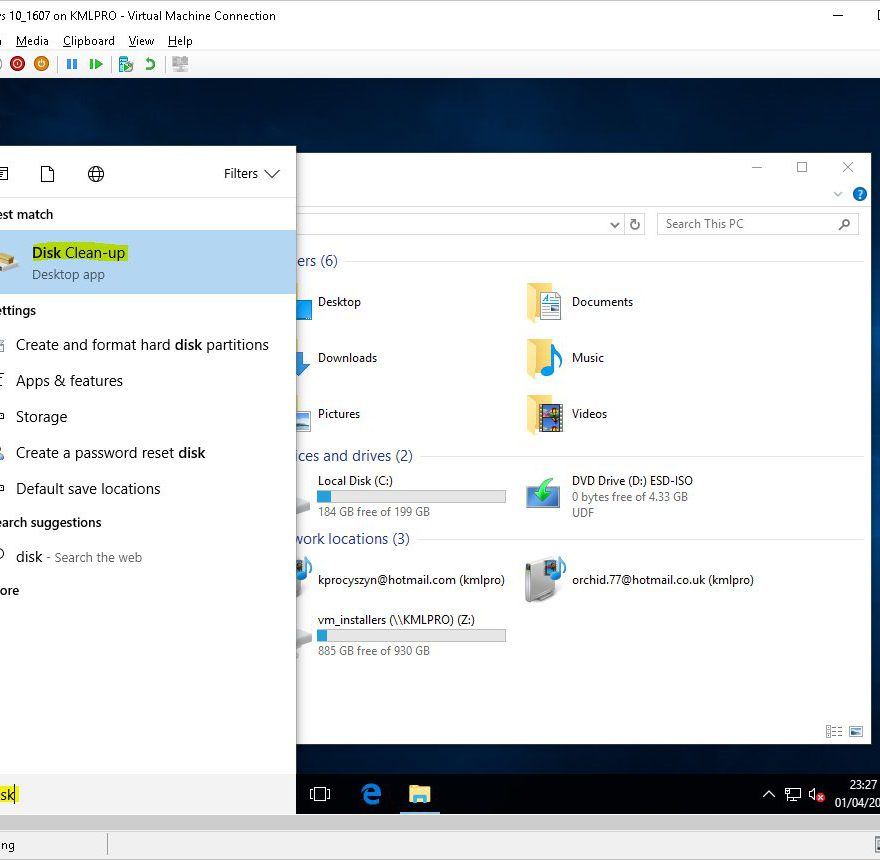 s 10_1607 on KMLPRO - Virtual Machine Connection
Media Clipboard View Help
Filters
est match
Disk Clean-up
Desktop app
ettings
Create and format hard disk partitions
Apps & features
Storage
Create a password reset disk
Default save locations
earch suggestions
disk - Search the web
ore
sk
Search This PC
ers (6)
Desktop
Documents
Downloads
Music
Pictures
Videos
ices and drives (2)
Local Disk (C:)
184 GB free of 199 GB
DVD Drive (D:) ESD-ISO
0 bytes free of 4.33 GB
UDF
work locations (3)
kprocyszyn@hotmail.com (kmlpro)
orchid.77@hotmail.co.uk (kmlpro)
vm_installers (\\KMLPRO) (Z:)
885 GB free of 930 GB
23:27
01/04/20
ng